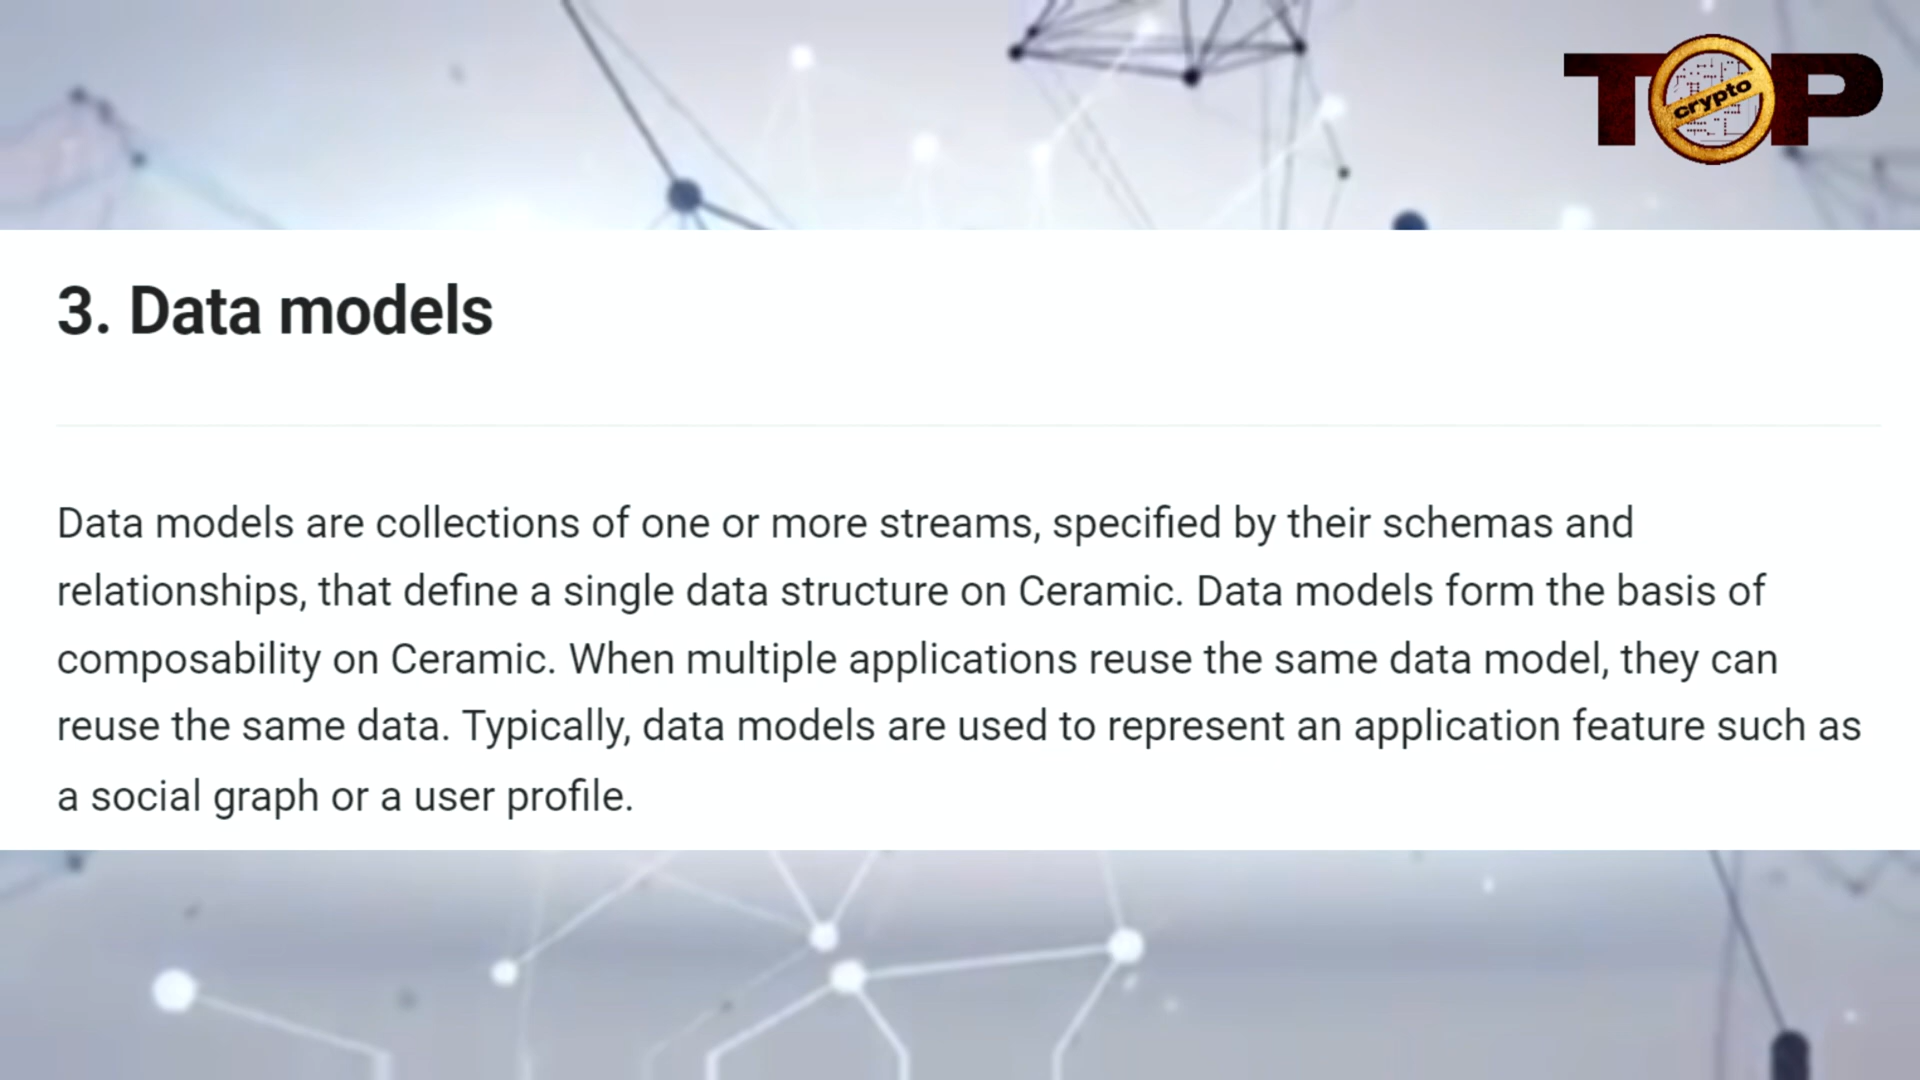 TOP
crypto
3. Data models
Data models are collections of one or more streams, specified by their schemas and
relationships, that define a single data structure on Ceramic. Data models form the basis of
composability on Ceramic. When multiple applications reuse the same data model, they can
reuse the same data. Typically, data models are used to represent an application feature such as
a social graph or a user profile.